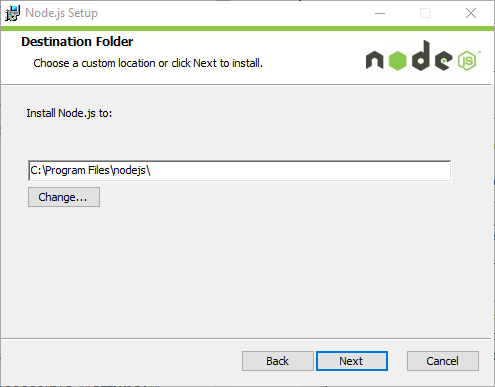 Node.js Setup
Destination Folder
Choose a custom location or click Next to install.
node
JS
Install Node.js to:
C:\Program Files\nodejs\
Change...
Back
Next
Cancel